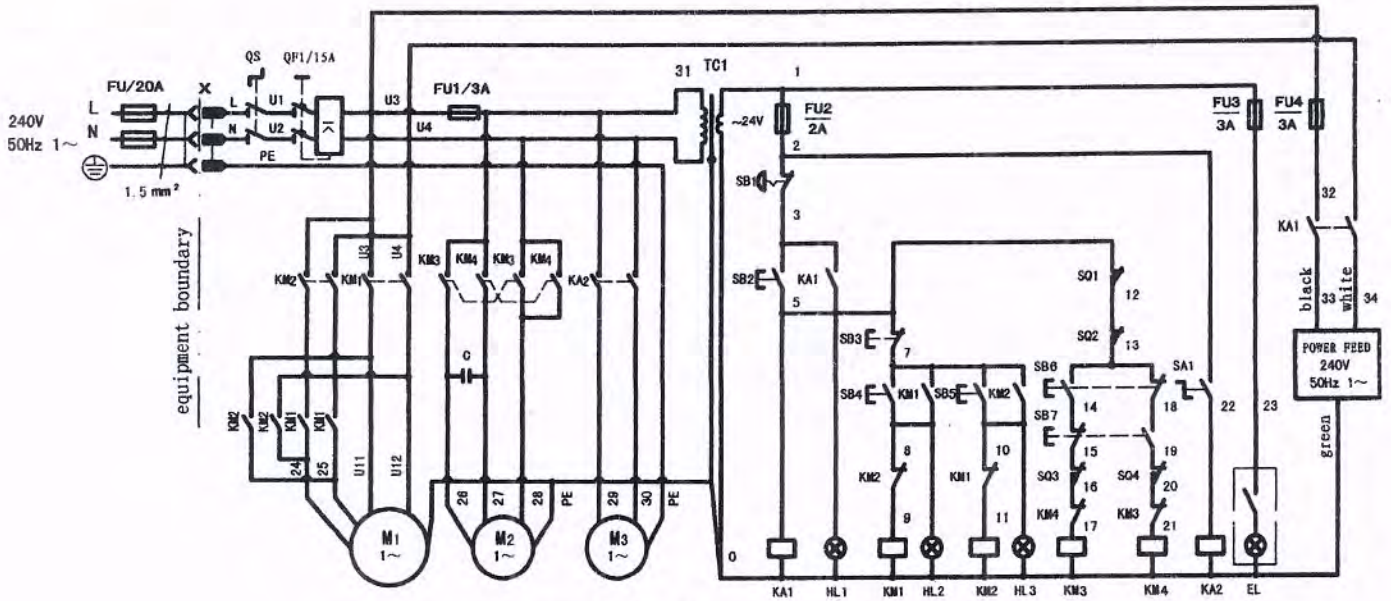 QS
QF1/15A
31
TC1
1
FU/20A
X
L
U1
U3
FU1/3A
FU2
2A
FU3
3A
FU4
3A
L
N
N
U2
U4
~24V
240V
50Hz 1~
PE
2
1.5 mm²
SB1
3
32
equipment boundary
U3
U4
KM2
KM1
KM3
KM4
KM3
KM4
KA2
SB2
KA1
5
SQ1
12
KA1
black
33
white
34
SB3
7
SQ2
13
POWER FEED
240V
50Hz 1~
C
SB4
KM1
SB5
KM2
SB6
14
SA1
18
22
23
green
KM2
KM2
KM1
KM1
SB7
8
10
15
19
24
25
U11
U12
KM2
KM1
SQ3
16
SQ4
20
26
27
28
PE
29
30
PE
9
11
KM4
17
KM3
21
M1
1~
M2
1~
M3
1~
0
KA1
HL1
KM1
HL2
KM2
HL3
KM3
KM4
KA2
EL